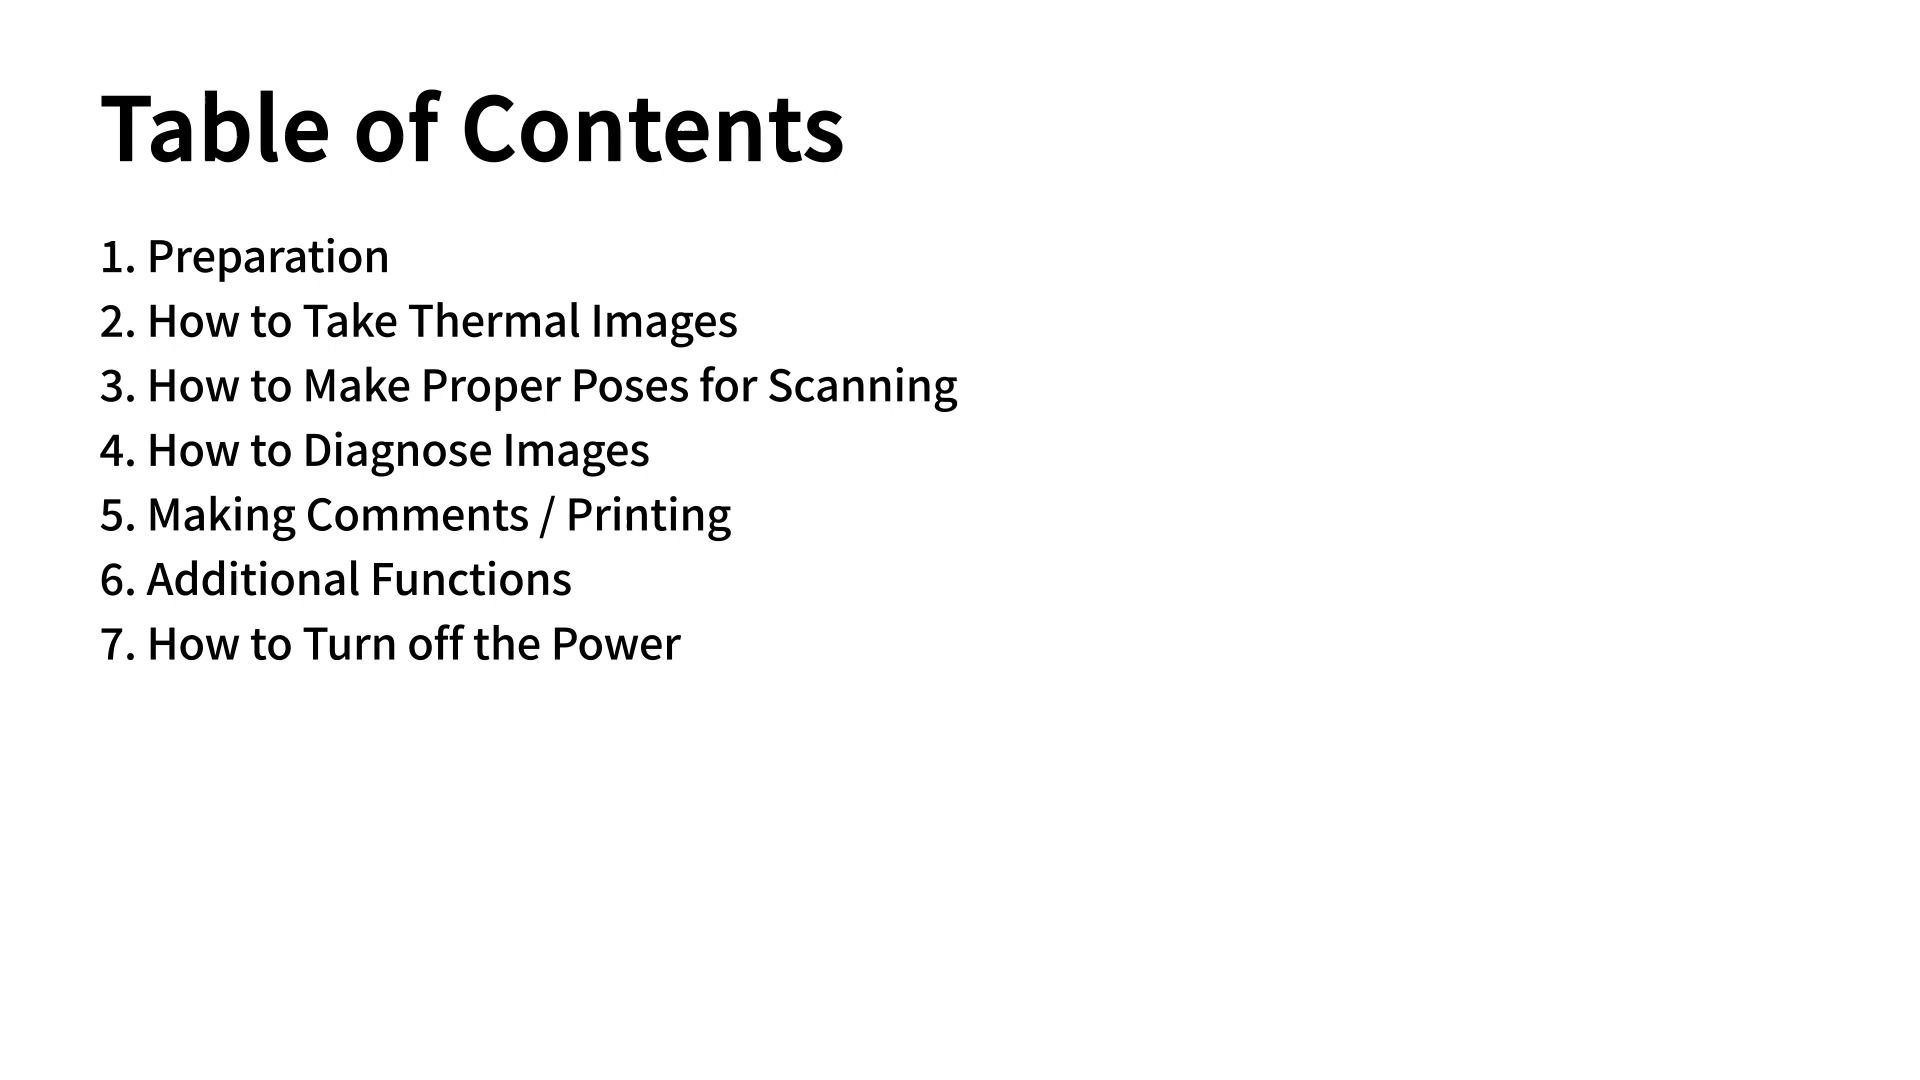 Table of Contents
1. Preparation
2. How to Take Thermal Images
3. How to Make Proper Poses for Scanning
4. How to Diagnose Images
5. Making Comments / Printing
6. Additional Functions
7. How to Turn off the Power